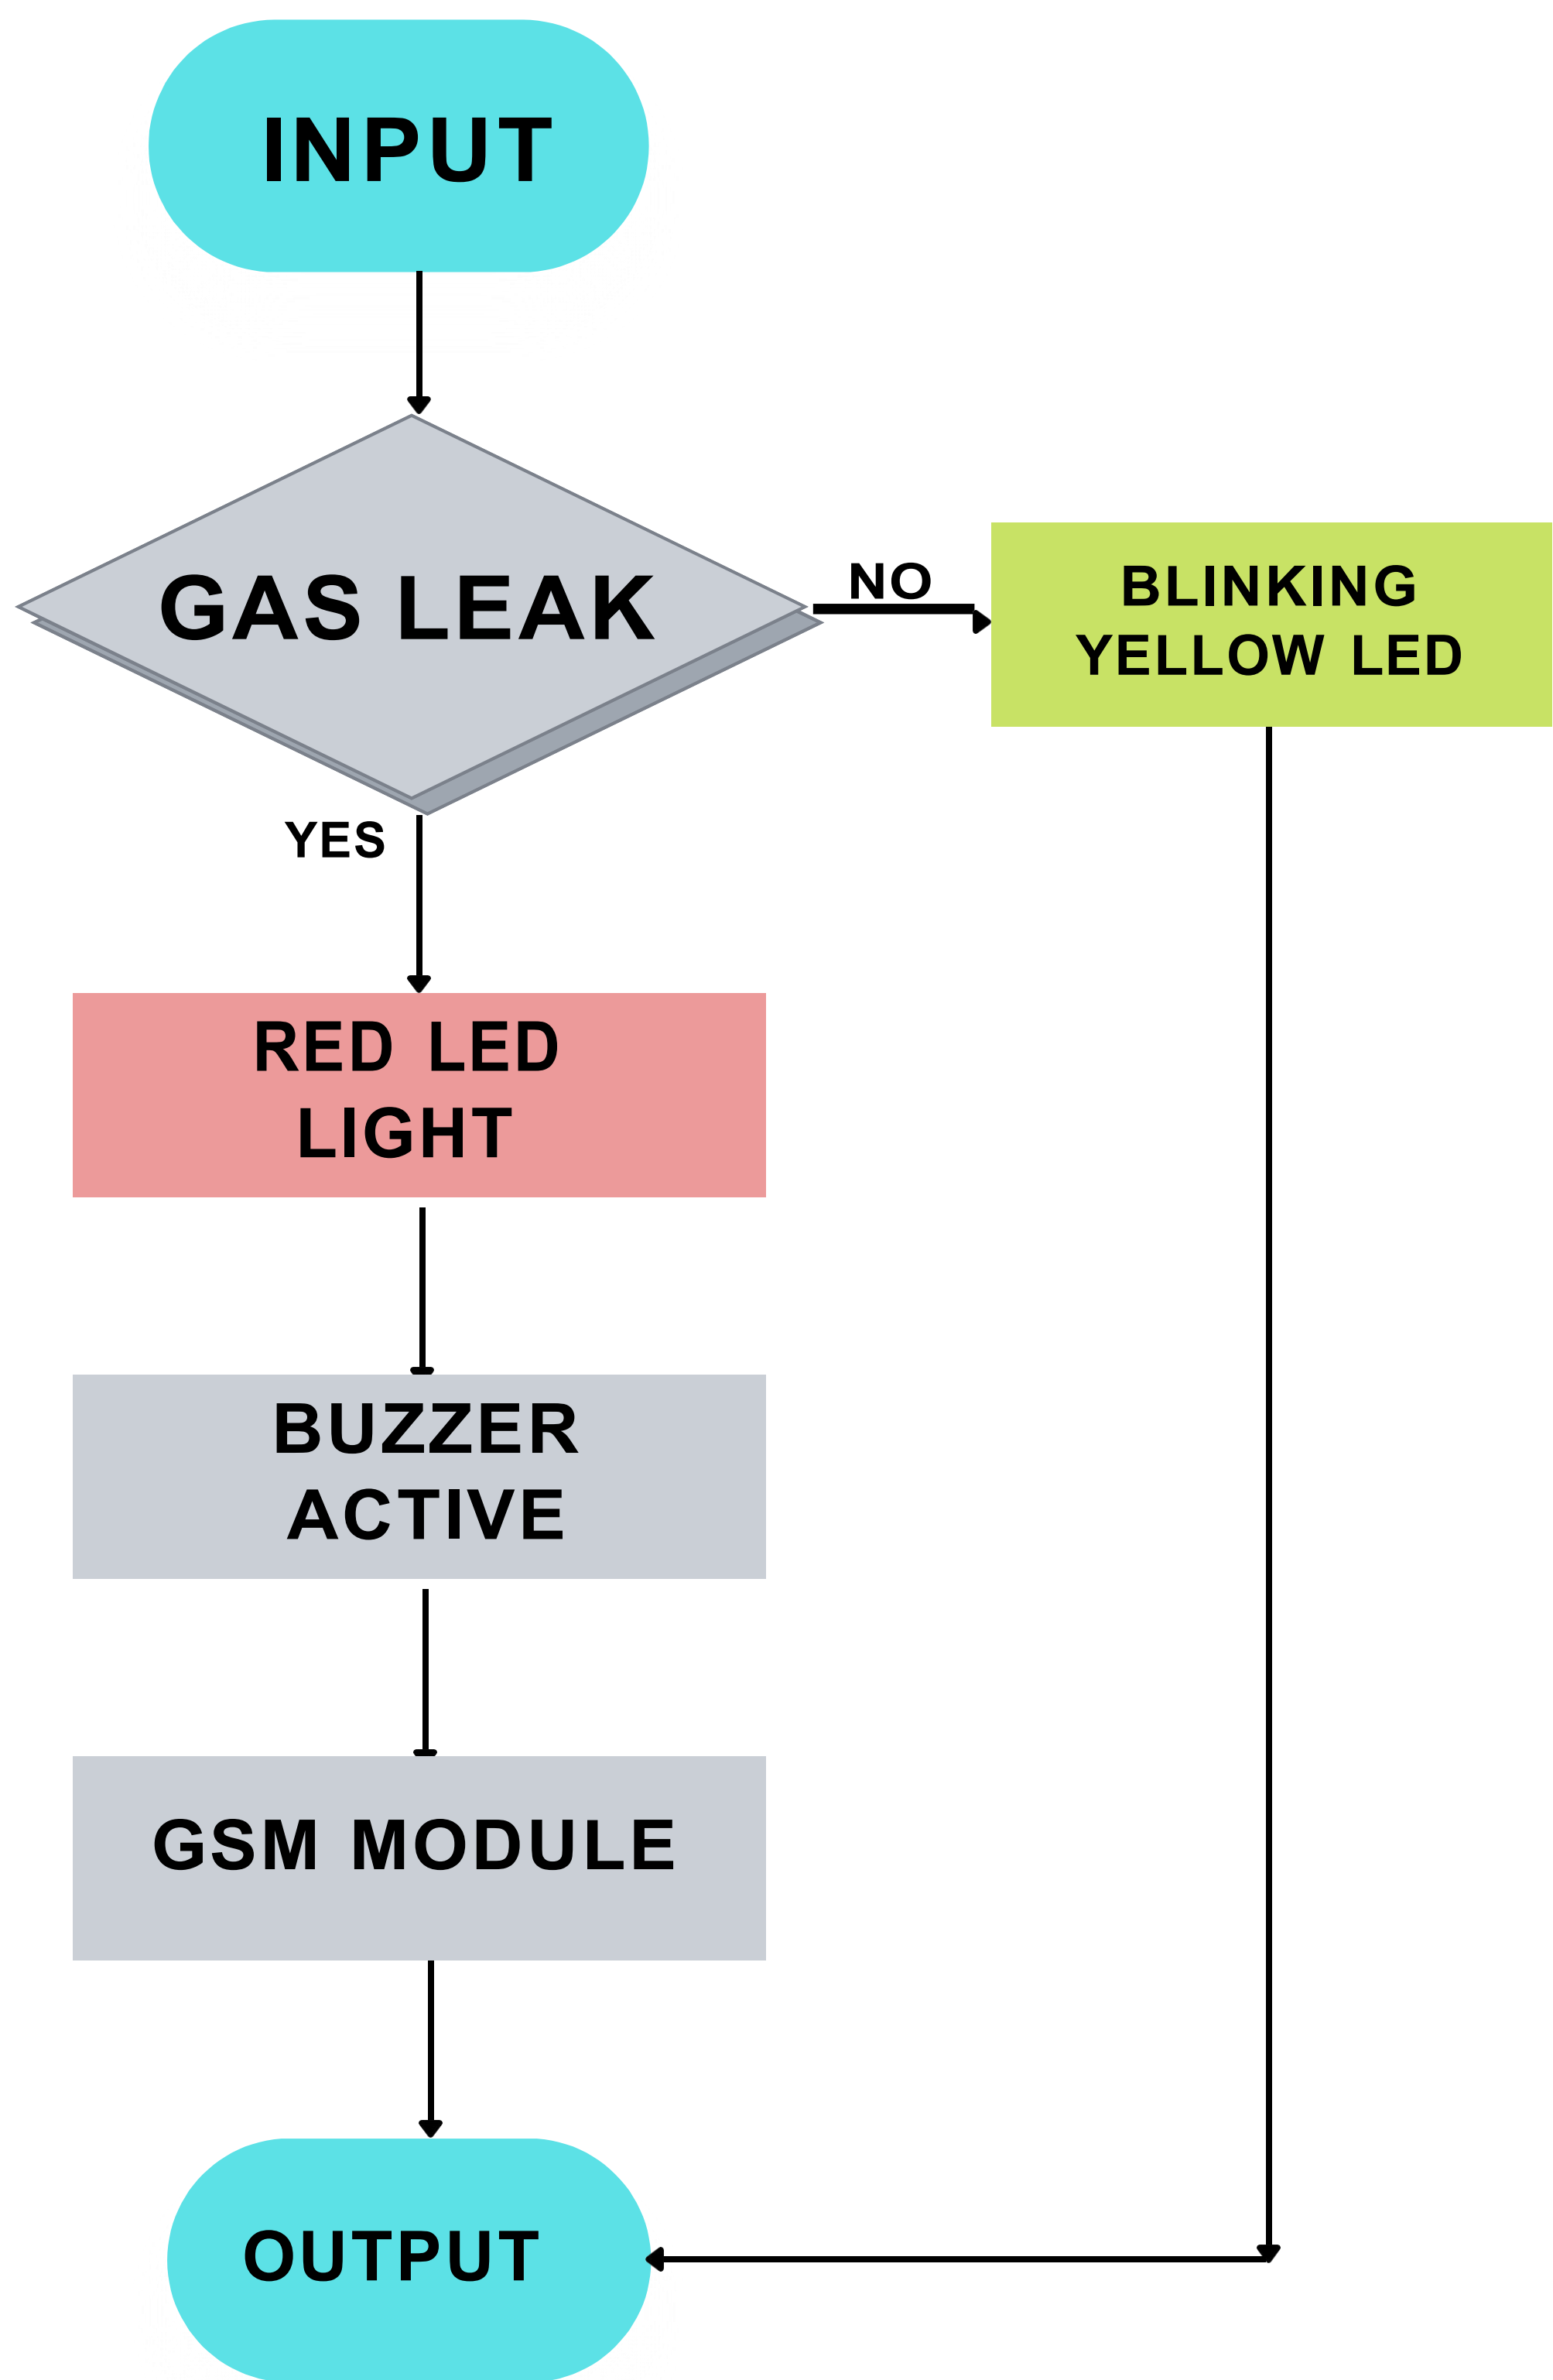 INPUT
GAS LEAK
NO
BLINKING
YELLOW LED
YES
RED LED
LIGHT
BUZZER
ACTIVE
GSM MODULE
OUTPUT